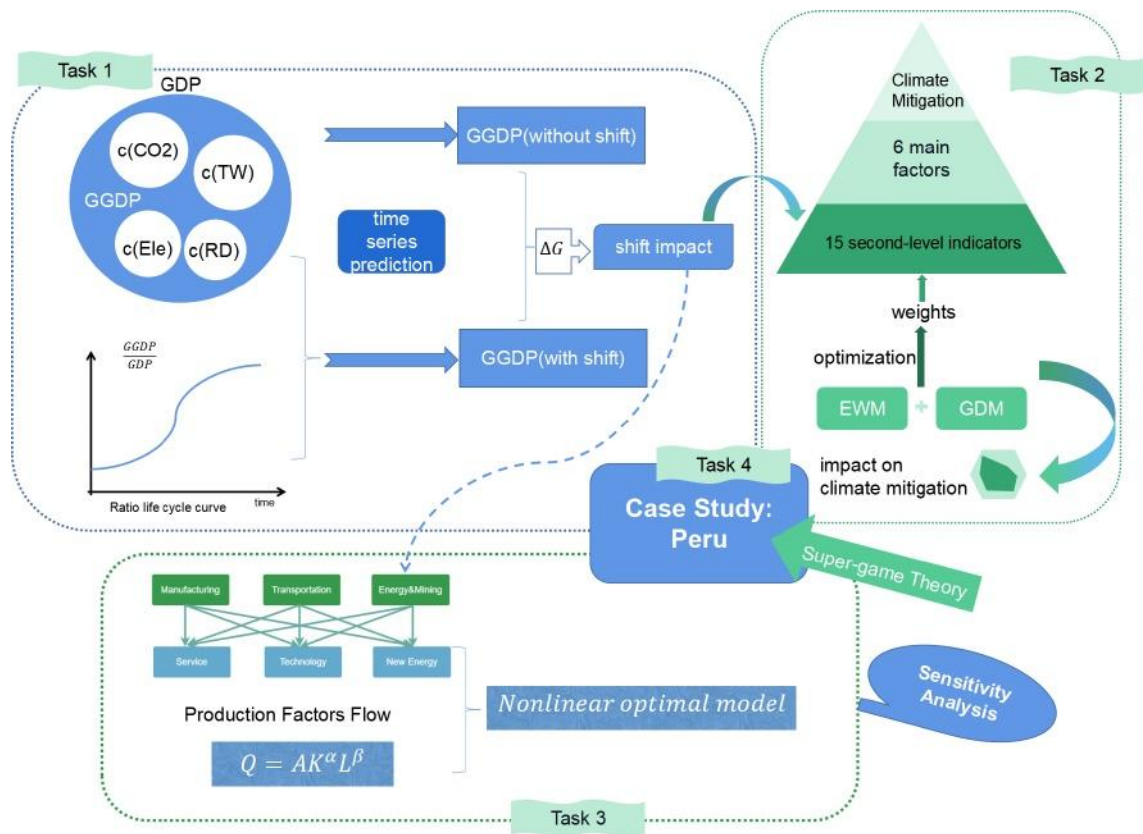 Task 1
GDP
c(CO2)
c(TW)
GGDP
c(Ele)
c(RD)
GGDP(without shift)
time
series
prediction
ΔG
shift impact
GGDP(with shift)
GGDP
GDP
Ratio life cycle curve
time
Task 2
Climate
Mitigation
6 main
factors
15 second-level indicators
weights
optimization
EWM
+
GDM
impact on
climate mitigation
Task 4
Case Study:
Peru
Super-game Theory
Manufacturing
Transportation
Energy&Mining
Service
Technology
New Energy
Production Factors Flow
Q = AK^α L^β
Nonlinear optimal model
Task 3
Sensitivity
Analysis